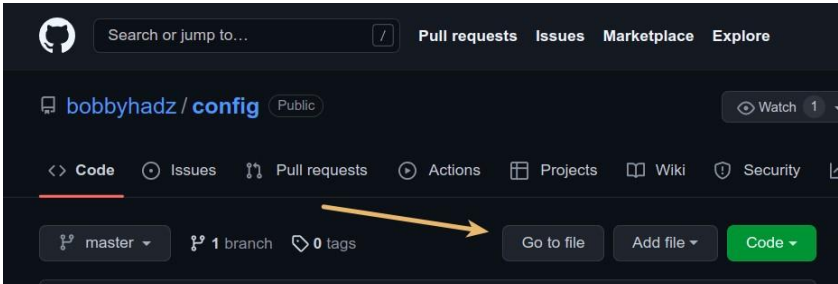 Search or jump to... / Pull requests Issues Marketplace Explore
bobbyhadz / config Public Watch 1
<> Code Issues Pull requests Actions Projects Wiki Security
master 1 branch 0 tags Go to file Add file Code